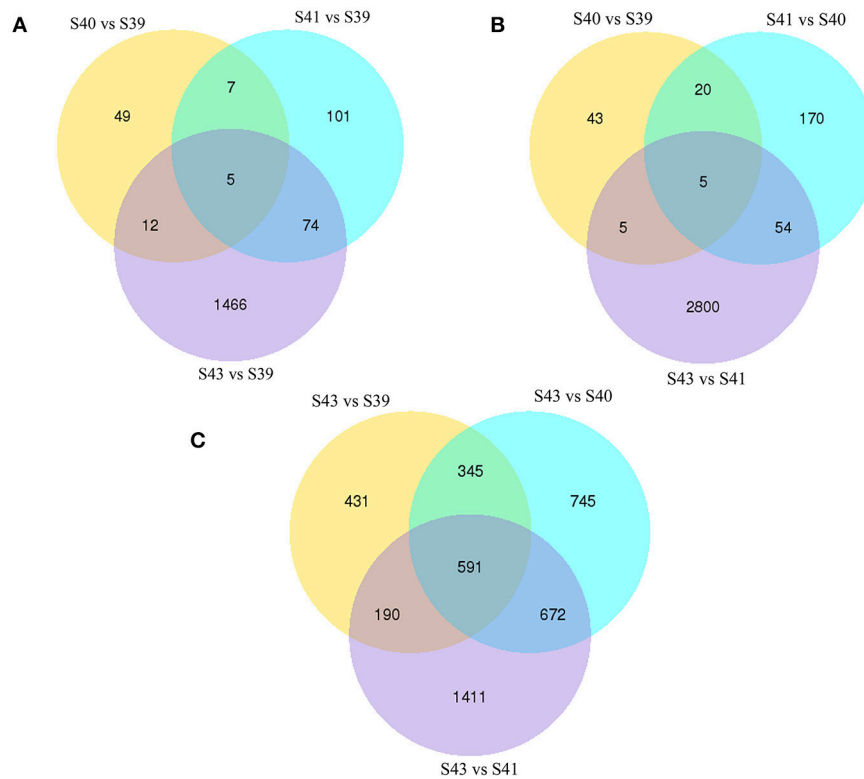 A
S40 vs S39
S41 vs S39
7
49
101
5
12
74
1466
S43 vs S39
B
S40 vs S39
S41 vs S40
20
43
170
5
5
54
2800
S43 vs S41
C
S43 vs S39
S43 vs S40
345
431
745
591
190
672
1411
S43 vs S41